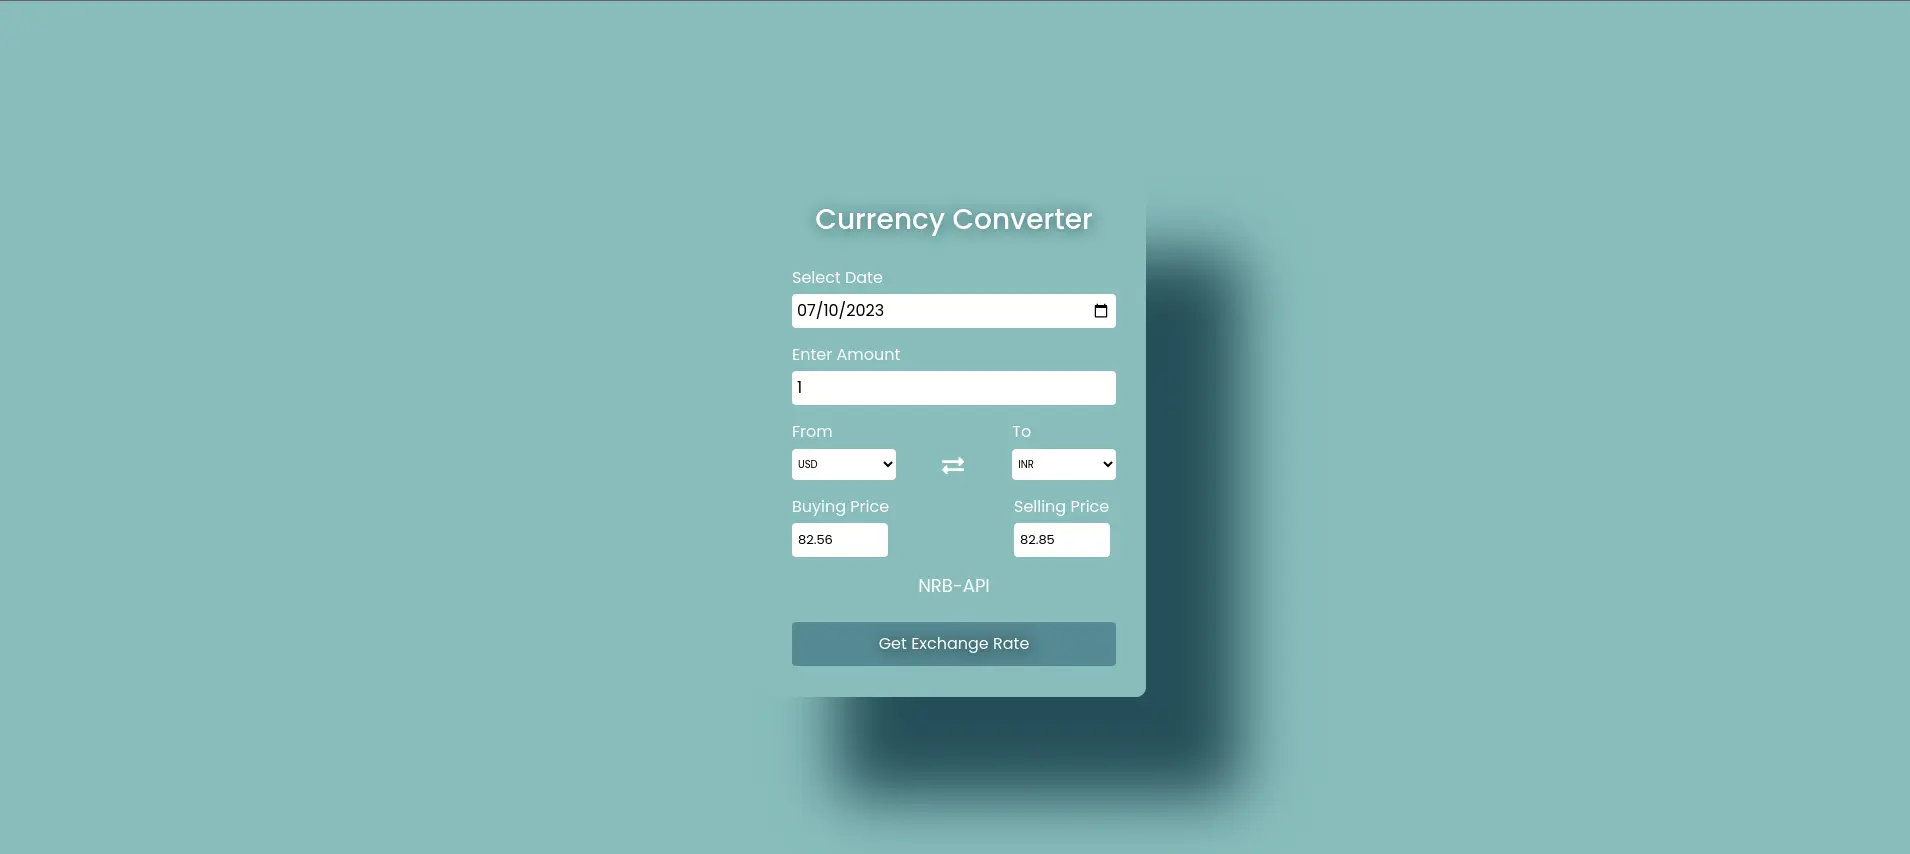 Currency Converter
Select Date
07/10/2023
Enter Amount
1
From To
USD INR
Buying Price Selling Price
82.56 82.85
NRB-API
Get Exchange Rate